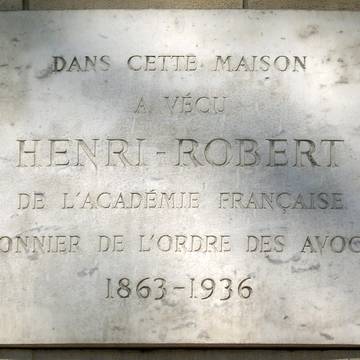 DANS CETTE MAISON
A VÉCU
HENRI-ROBERT
DE L'ACADÉMIE FRANÇAISE
ONNIER DE L'ORDRE DES AVOC
1863-1936